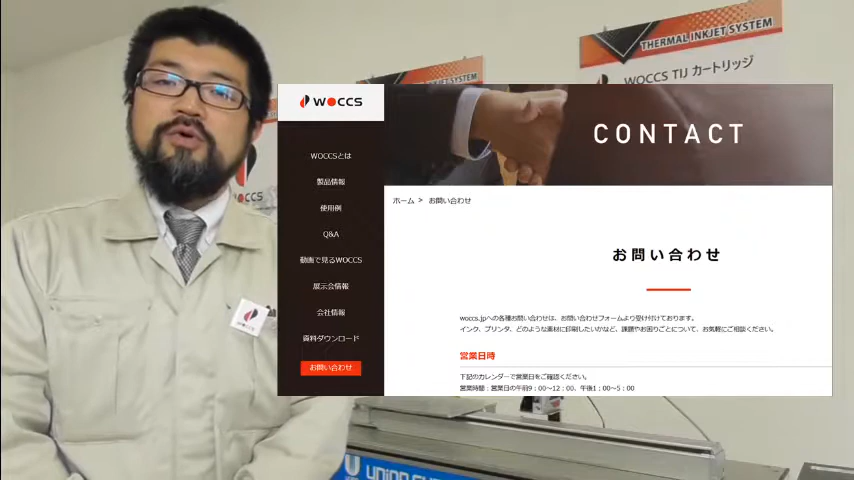 THERMAL INKJET SYSTEM
WOCCS TIJ カートリッジ
WOCCS
CONTACT
WOCCSとは
製品情報
使用例
Q&A
動画で見るWOCCS
展示会情報
会社情報
資料ダウンロード
お問い合わせ
ホーム > お問い合わせ
お問い合わせ
woccs.jpへの各種お問い合わせは、お問い合わせフォームより受け付けております。
インク、プリンタ、どのような素材に印刷したいかなど、課題やお困りごとについて、お気軽にご相談ください。
営業日時
下記のカレンダーで営業日をご確認ください。
営業時間：営業日の午前9：00～12：00、午後1：00～5：00